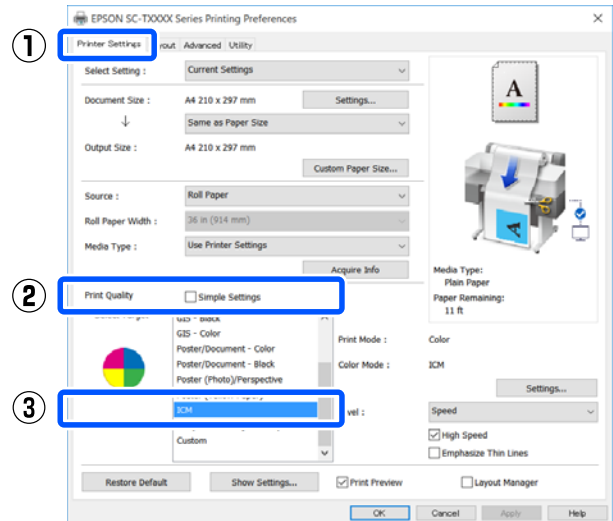 EPSON SC-TXXXX Series Printing Preferences
①
Printer Settings yout Advanced Utility
Select Setting : Current Settings
Document Size : A4 210 x 297 mm Settings...
Same as Paper Size
Output Size : A4 210 x 297 mm
Custom Paper Size...
Source : Roll Paper
Roll Paper Width : 36 in (914 mm)
Media Type : Use Printer Settings
Acquire Info
A
A
Media Type:
Plain Paper
Paper Remaining:
11 ft
②
Print Quality Simple Settings
GIS - Color
Poster/Document - Color
Poster/Document - Black
Poster (Photo)/Perspective
③
ICM
Custom
Print Mode : Color
Color Mode : ICM
Settings...
vel : Speed
High Speed
Emphasize Thin Lines
Restore Default Show Settings... Print Preview Layout Manager
OK Cancel Apply Help